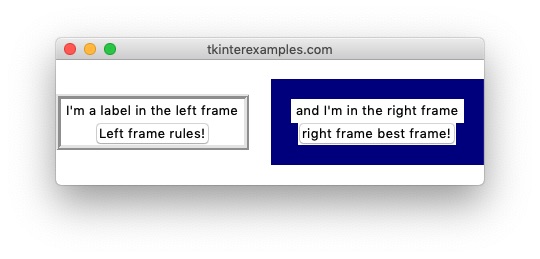 tkinterexamples.com
I'm a label in the left frame
Left frame rules!
and I'm in the right frame
right frame best frame!